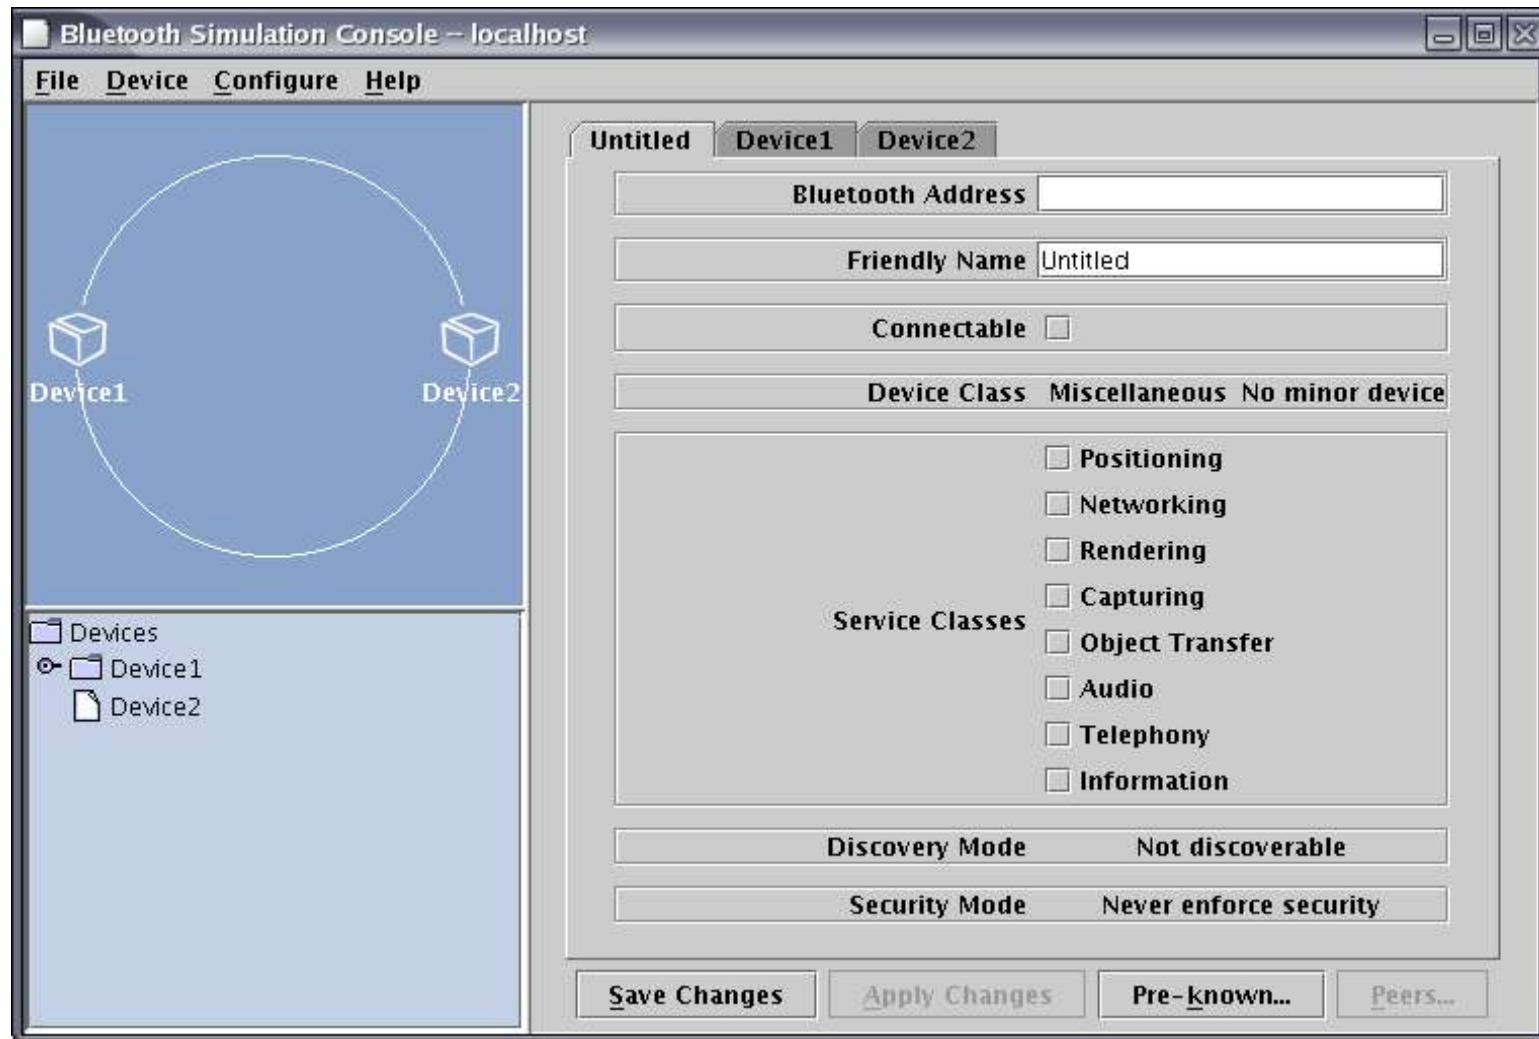 Bluetooth Simulation Console – localhost
File Device Configure Help
Device1
Device2
Devices
Device1
Device2
Untitled Device1 Device2
Bluetooth Address
Friendly Name Untitled
Connectable
Device Class Miscellaneous No minor device
Service Classes
Positioning
Networking
Rendering
Capturing
Object Transfer
Audio
Telephony
Information
Discovery Mode Not discoverable
Security Mode Never enforce security
Save Changes Apply Changes Pre-known... Peers...